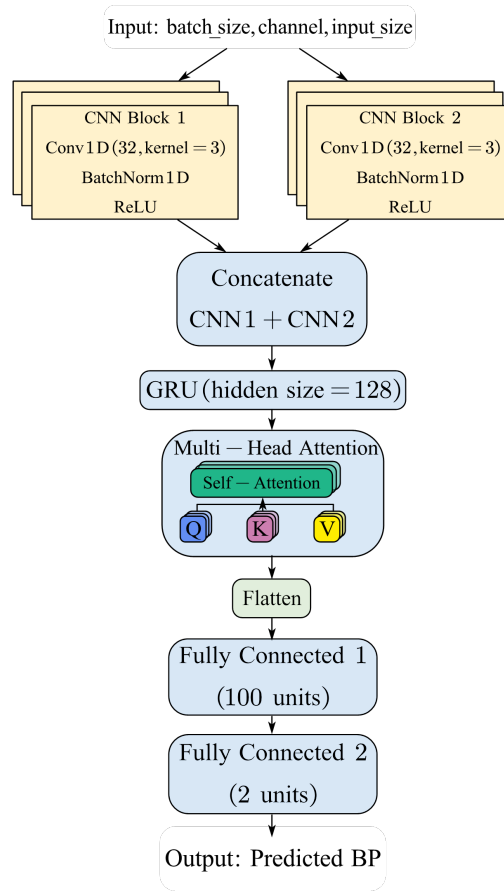 Input: batch_size, channel, input_size
CNN Block 1
Conv1D(32, kernel = 3)
BatchNorm1D
ReLU
CNN Block 2
Conv1D(32, kernel = 3)
BatchNorm1D
ReLU
Concatenate
CNN1 + CNN2
GRU(hidden size = 128)
Multi − Head Attention
Self − Attention
Q K V
Flatten
Fully Connected 1
(100 units)
Fully Connected 2
(2 units)
Output: Predicted BP